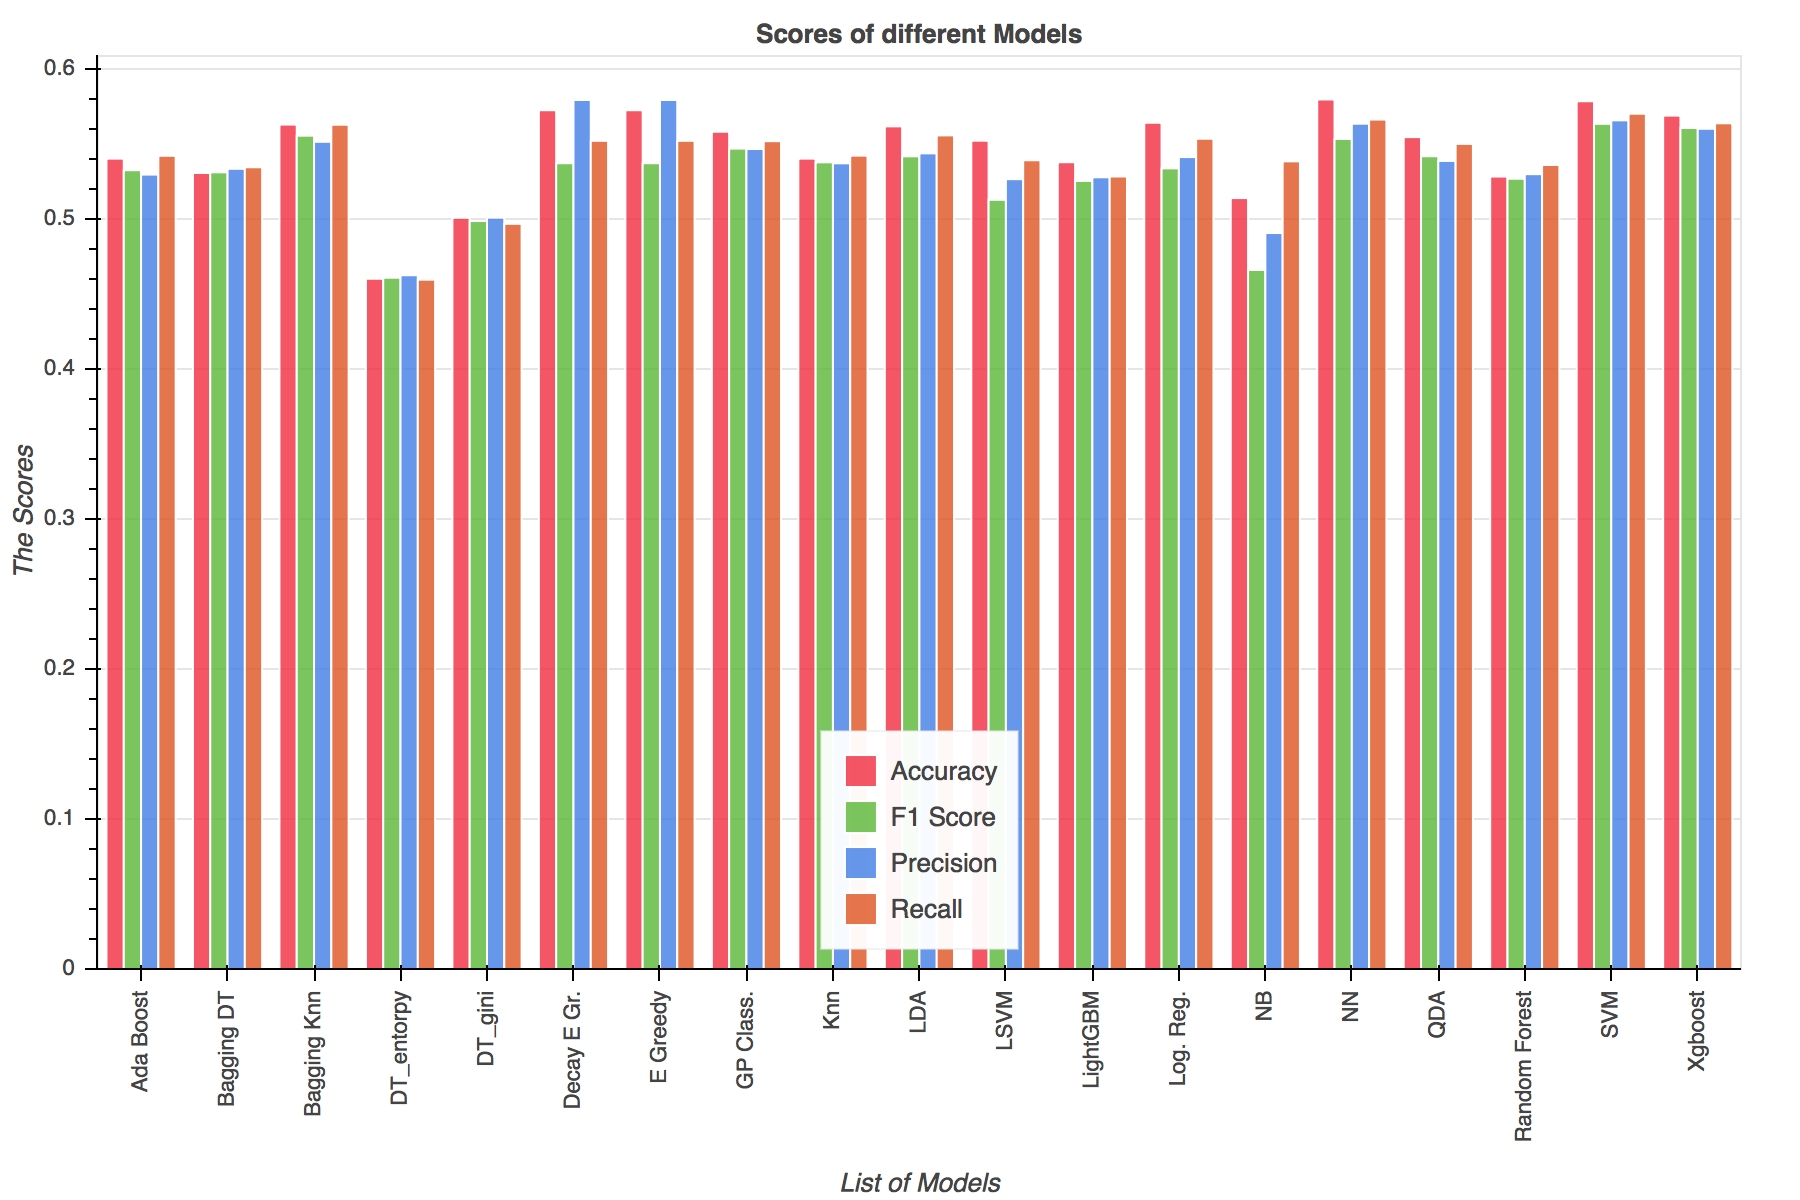 Scores of different Models
The Scores
0.6
0.5
0.4
0.3
0.2
0.1
0
Accuracy
F1 Score
Precision
Recall
Ada Boost
Bagging DT
Bagging Knn
DT_entorpy
DT_gini
Decay E Gr.
E Greedy
GP Class.
Knn
LDA
LSVM
LightGBM
Log. Reg.
NB
NN
QDA
Random Forest
SVM
Xgboost
List of Models